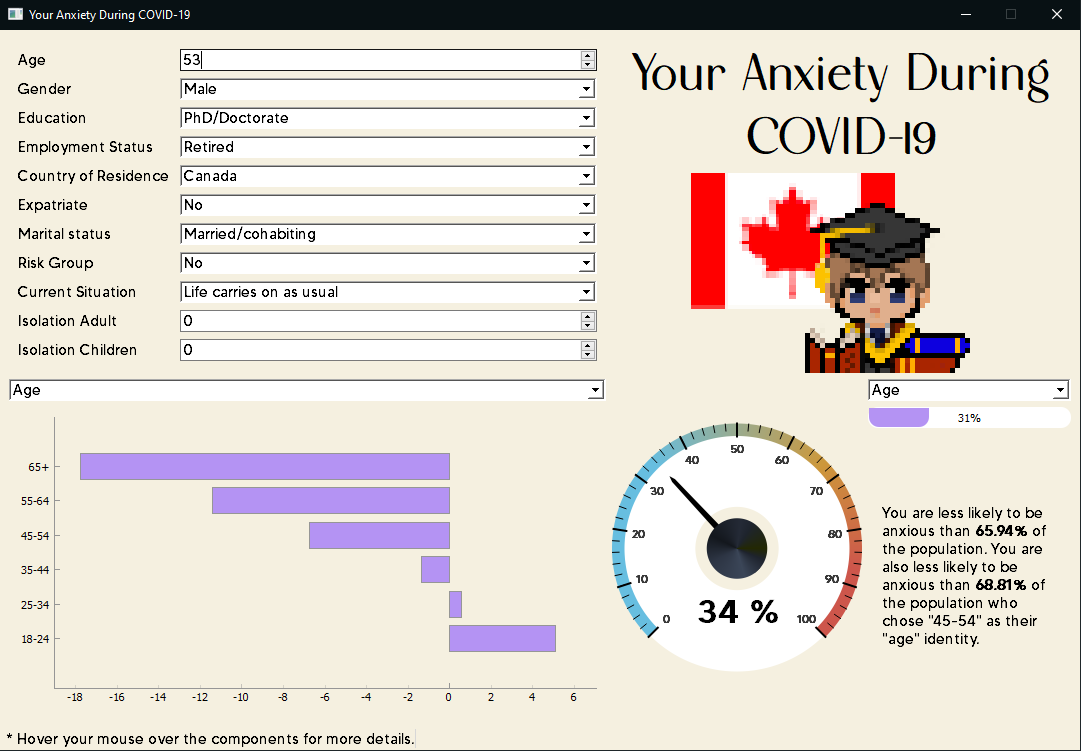 Your Anxiety During COVID-19
Age 53
Gender Male
Education PhD/Doctorate
Employment Status Retired
Country of Residence Canada
Expatriate No
Marital status Married/cohabiting
Risk Group No
Current Situation Life carries on as usual
Isolation Adult 0
Isolation Children 0
Your Anxiety During
COVID-19
Age
65+
55-64
45-54
35-44
25-34
18-24
-18 -16 -14 -12 -10 -8 -6 -4 -2 0 2 4 6
0 10 20 30 40 50 60 70 80 90 100
34 %
Age
31%
You are less likely to be
anxious than 65.94% of
the population. You are
also less likely to be
anxious than 68.81% of
the population who
chose "45-54" as their
"age" identity.
* Hover your mouse over the components for more details.